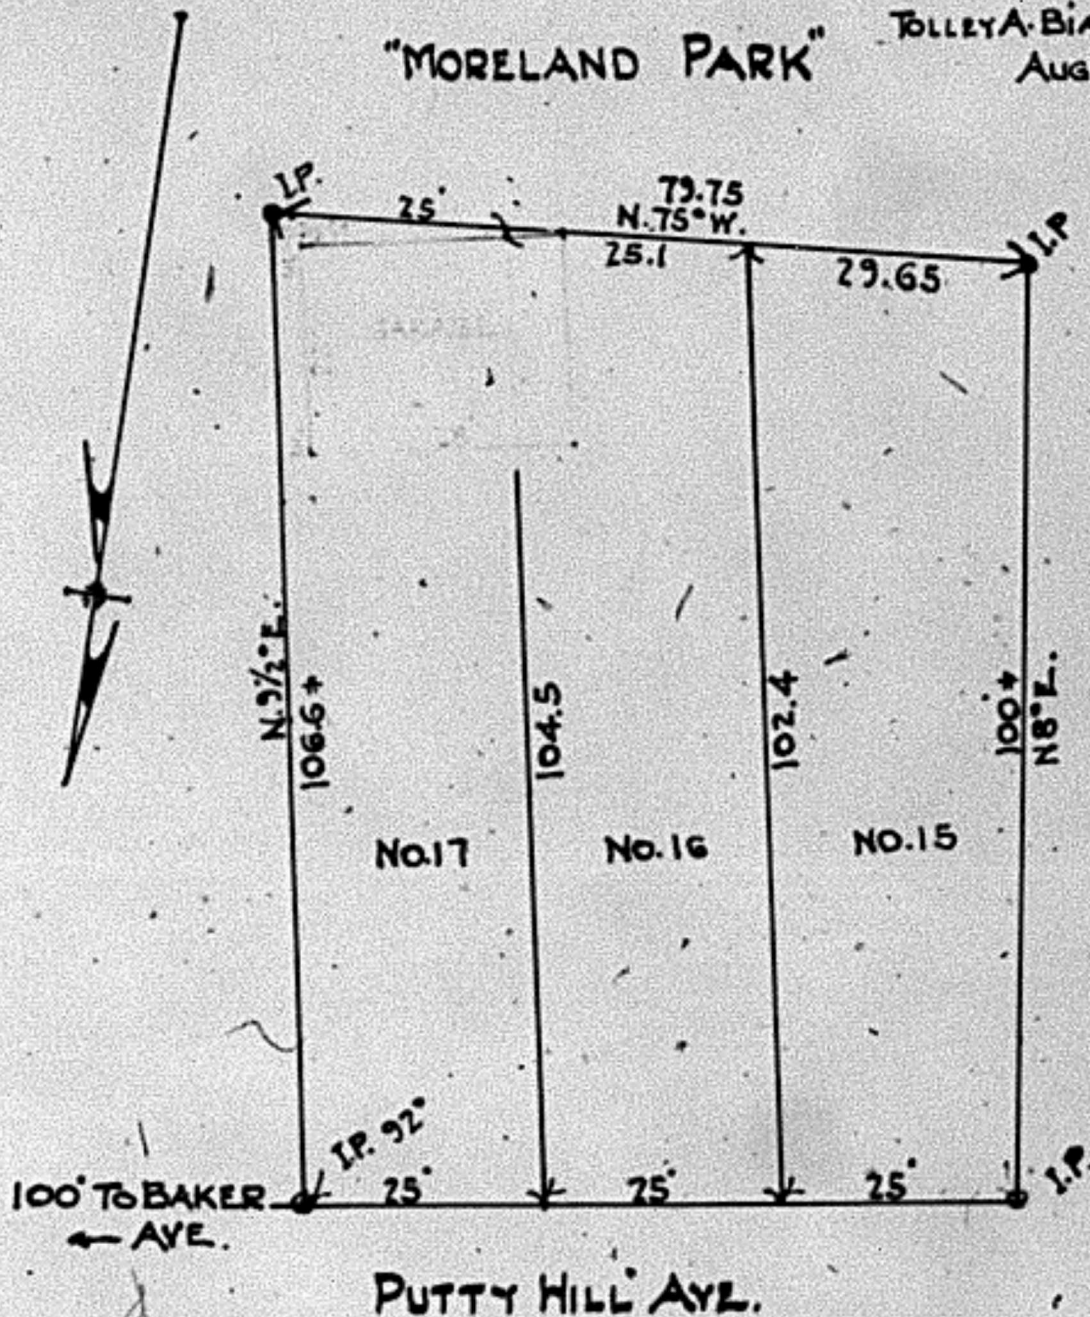 "MORELAND PARK"
TOLLEY A.
AUG
I.P.
25'
79.75
N.75°W.
25.1
29.65
I.P
N.9½°E.
106.6+
104.5
102.4
100'+
N8°E.
No.17
No.16
No.15
I.P. 92°
25'
25'
25'
I.P.
100' TO BAKER
← AVE.
PUTTY HILL AVE.